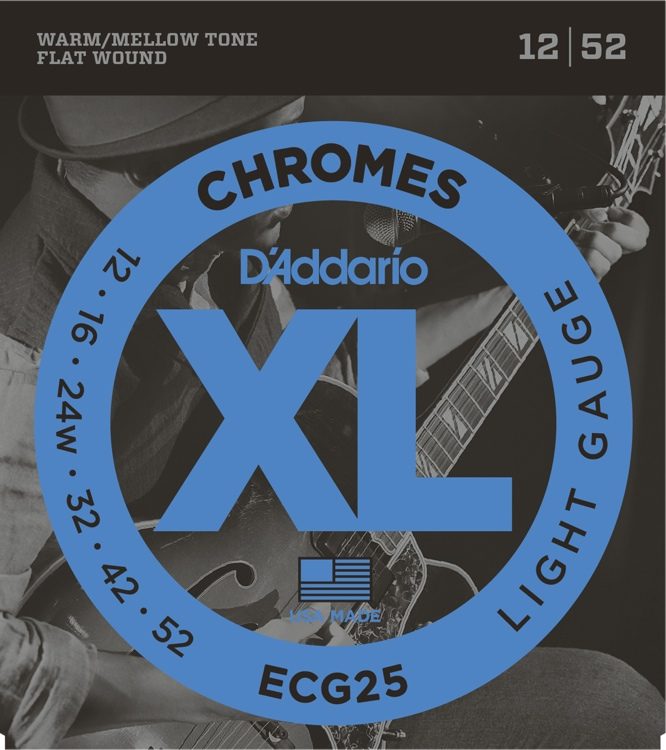 WARM/MELLOW TONE
FLAT WOUND
12|52
CHROMES
D'Addario
XL
12 • 16 • 24w • 32 • 42 • 52
LIGHT GAUGE
USA MADE
ECG25